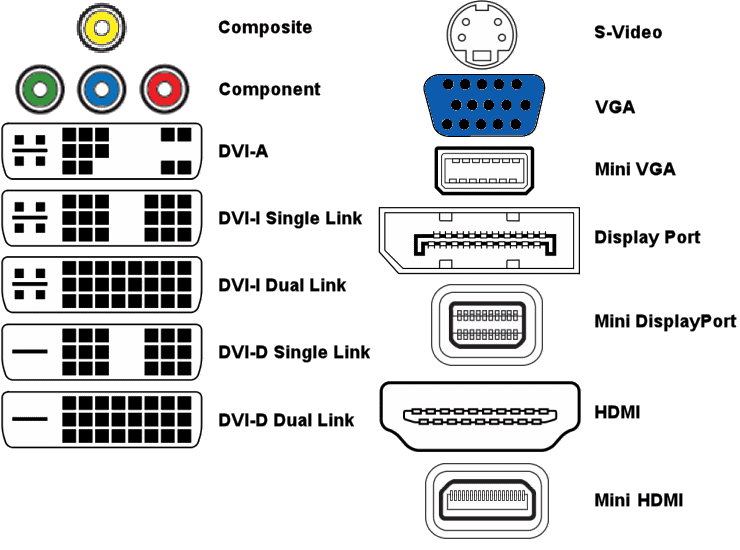 Composite
Component
DVI-A
DVI-I Single Link
DVI-I Dual Link
DVI-D Single Link
DVI-D Dual Link
S-Video
VGA
Mini VGA
Display Port
Mini DisplayPort
HDMI
Mini HDMI